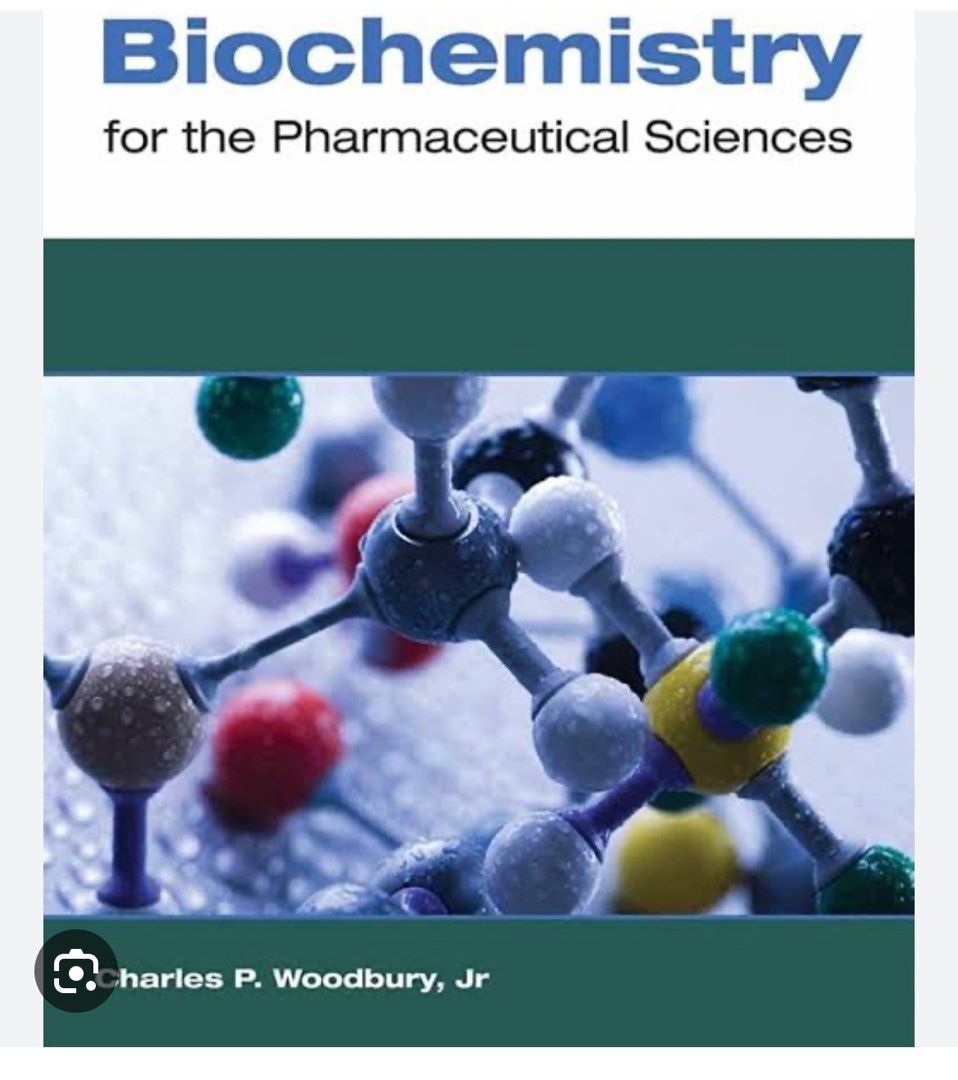 Biochemistry
for the Pharmaceutical Sciences
Charles P. Woodbury, Jr